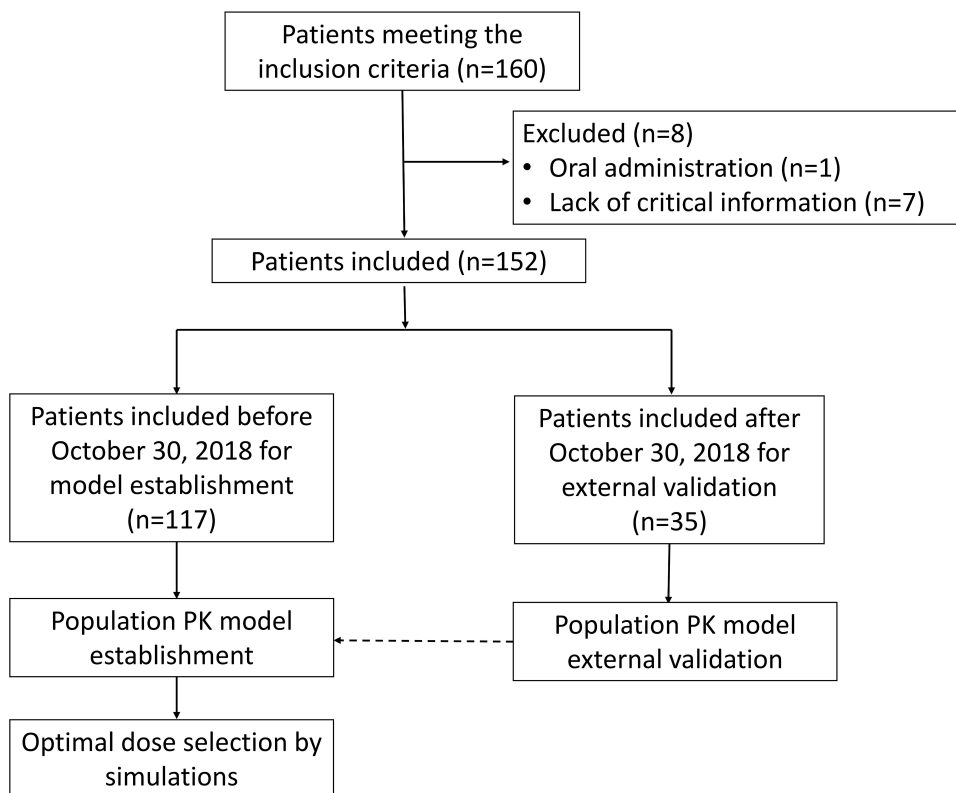 Patients meeting the
inclusion criteria (n=160)
Excluded (n=8)
• Oral administration (n=1)
• Lack of critical information (n=7)
Patients included (n=152)
Patients included before
October 30, 2018 for
model establishment
(n=117)
Patients included after
October 30, 2018 for
external validation
(n=35)
Population PK model
establishment
Population PK model
external validation
Optimal dose selection by
simulations